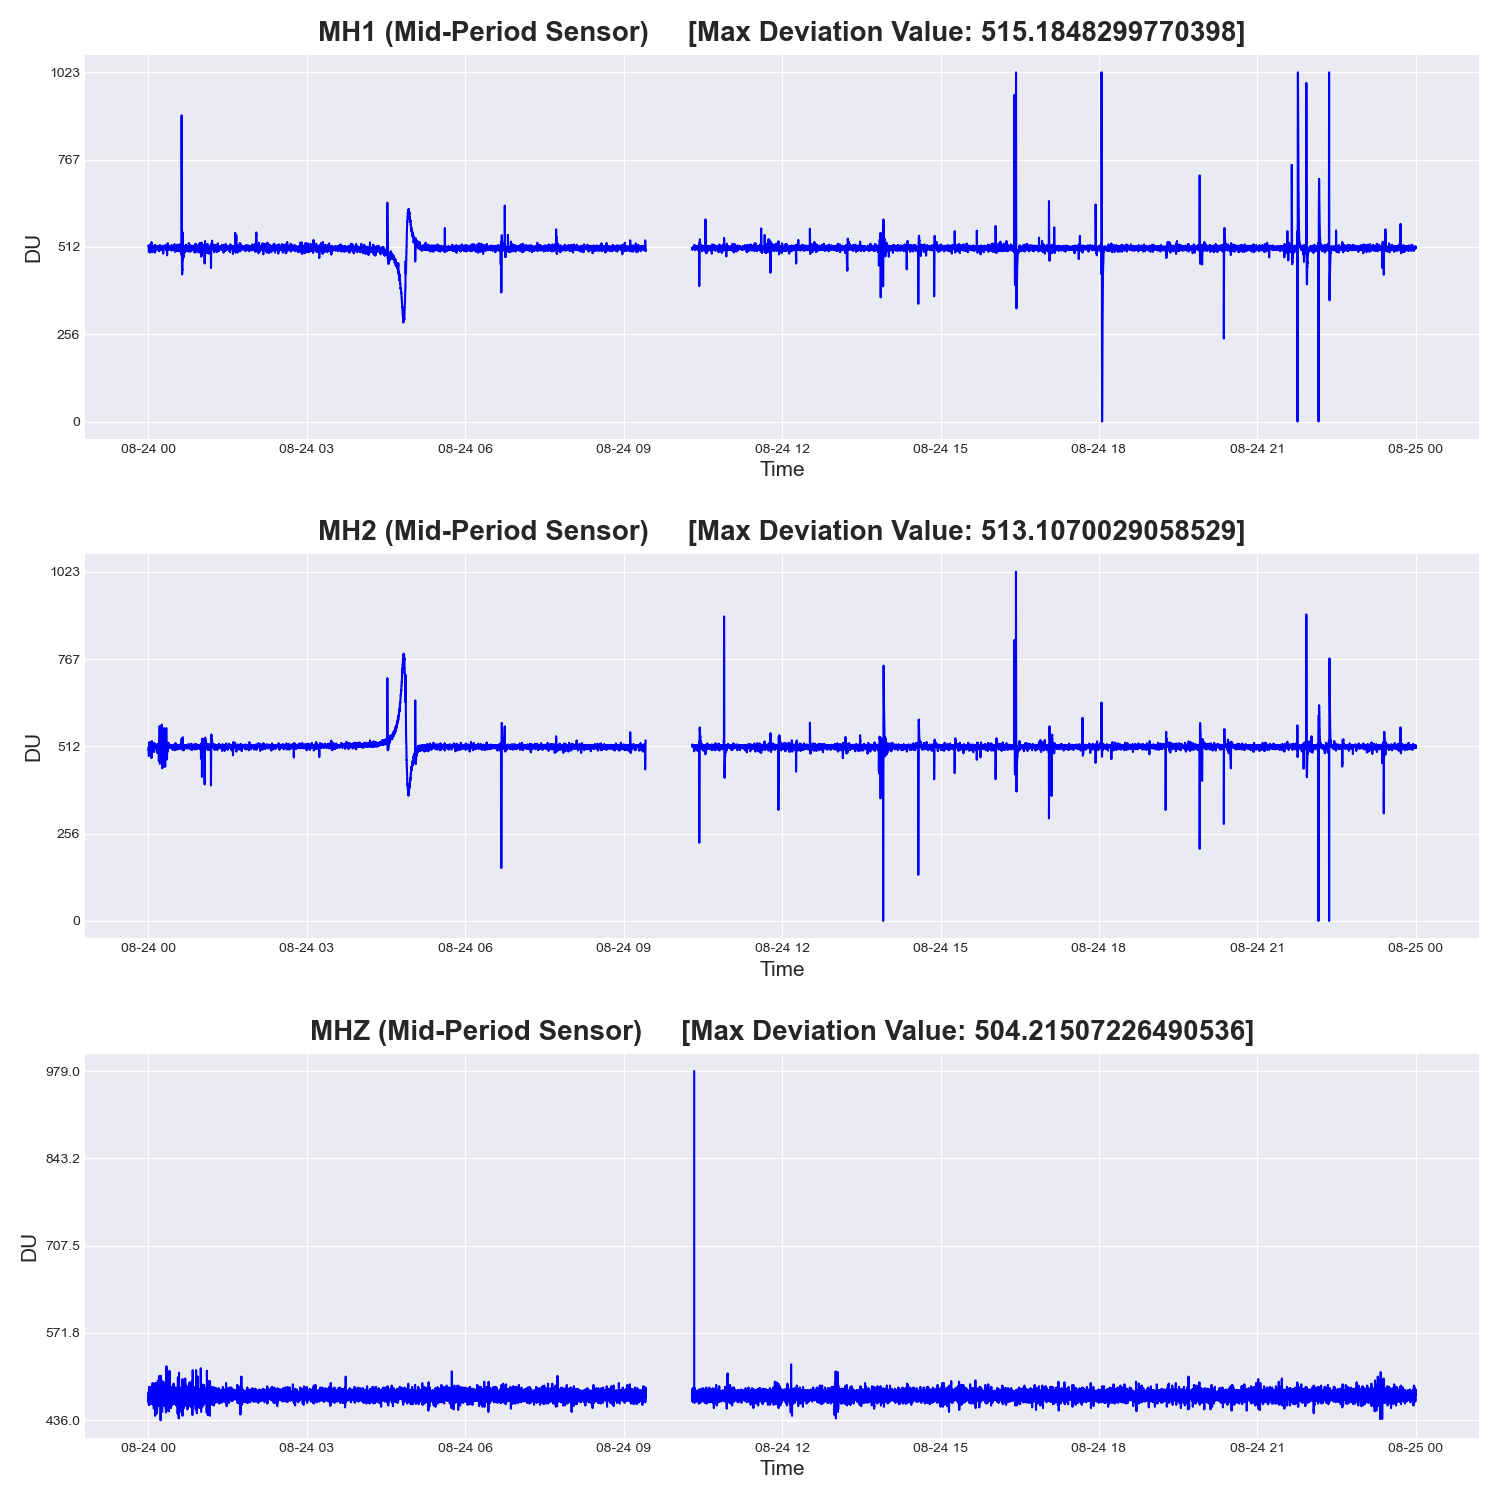 MH1 (Mid-Period Sensor) [Max Deviation Value: 515.1848299770398]
1023
767
512
256
0
DU
08-24 00 08-24 03 08-24 06 08-24 09 08-24 12 08-24 15 08-24 18 08-24 21 08-25 00
Time
MH2 (Mid-Period Sensor) [Max Deviation Value: 513.1070029058529]
1023
767
512
256
0
DU
08-24 00 08-24 03 08-24 06 08-24 09 08-24 12 08-24 15 08-24 18 08-24 21 08-25 00
Time
MHZ (Mid-Period Sensor) [Max Deviation Value: 504.21507226490536]
979.0
843.2
707.5
571.8
436.0
DU
08-24 00 08-24 03 08-24 06 08-24 09 08-24 12 08-24 15 08-24 18 08-24 21 08-25 00
Time